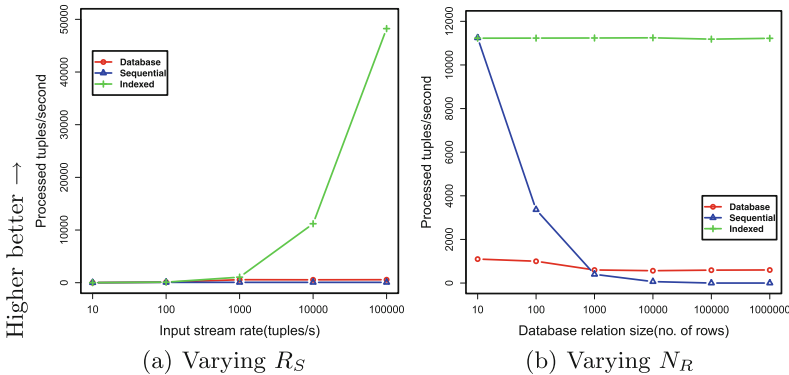 Higher better →
Processed tuples/second
50000
40000
30000
20000
10000
0
Database
Sequential
Indexed
10 100 1000 10000 100000
Input stream rate(tuples/s)
(a) Varying R_S
Processed tuples/second
12000
10000
8000
6000
4000
2000
0
Database
Sequential
Indexed
10 100 1000 10000 100000 1000000
Database relation size(no. of rows)
(b) Varying N_R